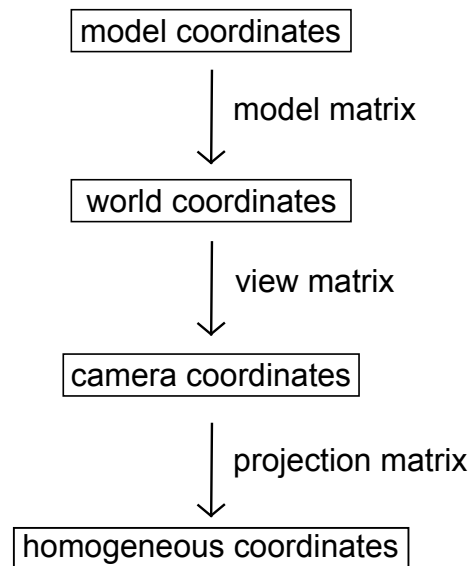 model coordinates
model matrix
world coordinates
view matrix
camera coordinates
projection matrix
homogeneous coordinates